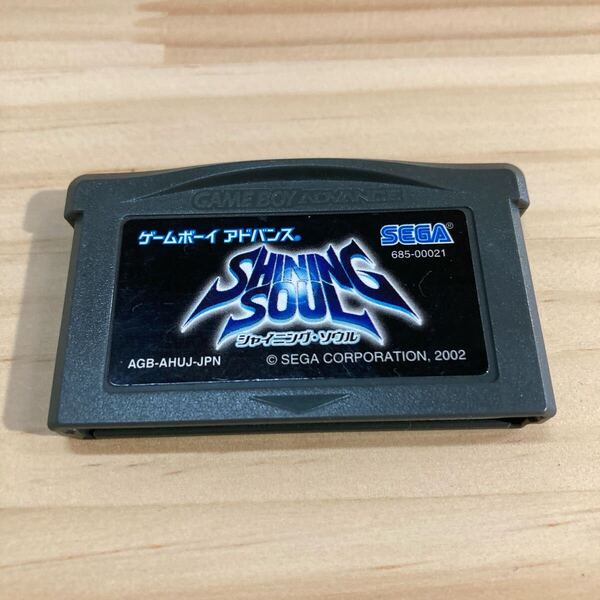 GAME BOY ADVANCE
ゲームボーイ アドバンス®
SEGA®
685-00021
SHINING
SOUL
シャイニング・ソウル
AGB-AHUJ-JPN
© SEGA CORPORATION, 2002